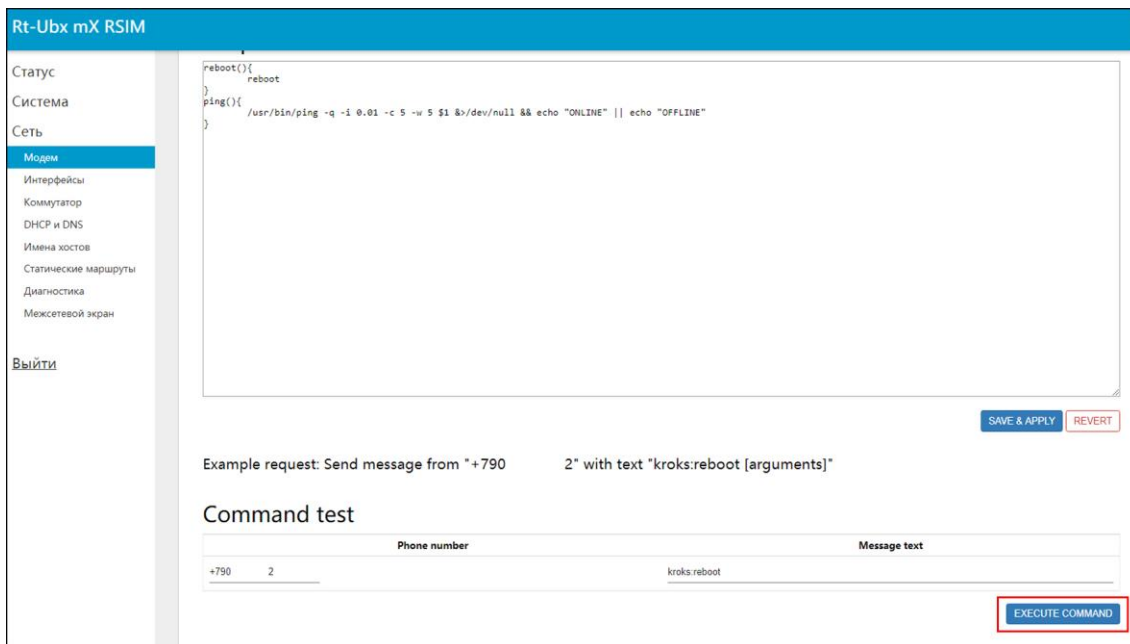 Rt-Ubx mX RSIM
Статус
Система
Сеть
Модем
Интерфейсы
Коммутатор
DHCP и DNS
Имена хостов
Статические маршруты
Диагностика
Межсетевой экран
Выйти
reboot(){
reboot
}
ping(){
/usr/bin/ping -q -i 0.01 -c 5 -w 5 $1 &>/dev/null && echo "ONLINE" || echo "OFFLINE"
}
SAVE & APPLY REVERT
Example request: Send message from "+790 2" with text "kroks:reboot [arguments]"
Command test
Phone number Message text
+790 2 kroks:reboot
EXECUTE COMMAND